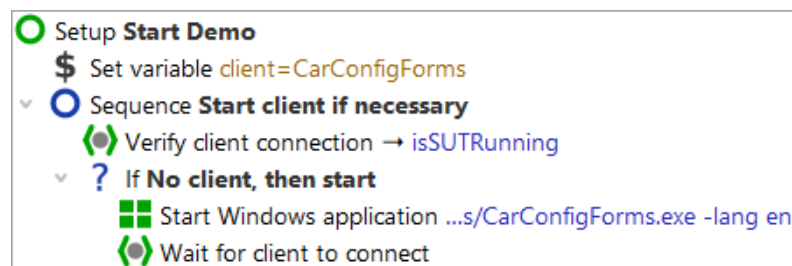 Setup Start Demo
$ Set variable client=CarConfigForms
Sequence Start client if necessary
Verify client connection → isSUTRunning
? If No client, then start
Start Windows application ...s/CarConfigForms.exe -lang en
Wait for client to connect